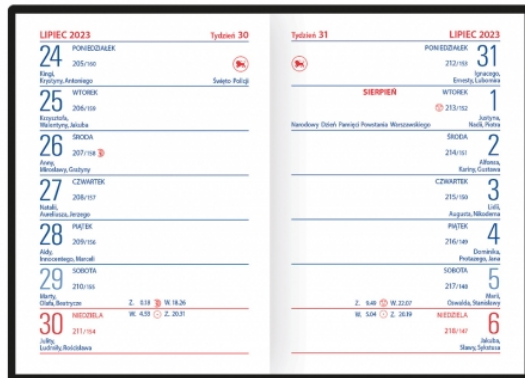 LIPIEC 2023 Tydzień 30
24 PONIEDZIAŁEK
205/160
Kingi,
Krystyny, Antoniego
Święto Policji
25 WTOREK
206/159
Krzysztofa,
Walentyny, Jakuba
26 ŚRODA
207/158
Anny,
Mirosławy, Grażyny
27 CZWARTEK
208/157
Natalii,
Aureliusza, Jerzego
28 PIĄTEK
209/156
Aidy,
Innocentego, Marceli
29 SOBOTA
210/155
Marty,
Olafa, Beatrycze
Z. 0.18 W. 18.26
30 NIEDZIELA
W. 4.53 Z. 20.31
211/154
Julity,
Ludmiły, Rościsława
Tydzień 31 LIPIEC 2023
PONIEDZIAŁEK 31
212/153
Ignacego,
Ernesty, Lubomira
SIERPIEŃ
WTOREK 1
213/152
Justyna,
Nadii, Piotra
Narodowy Dzień Pamięci Powstania Warszawskiego
ŚRODA 2
214/151
Alfonsa,
Kariny, Gustawa
CZWARTEK 3
215/150
Lidii,
Augusta, Nikodema
PIĄTEK 4
216/149
Dominika,
Protazego, Jana
SOBOTA 5
217/148
Marii,
Oswalda, Stanisławy
Z. 9.49 W. 22.07
NIEDZIELA 6
W. 5.04 Z. 20.19
218/147
Jakuba,
Sławy, Sykstusa